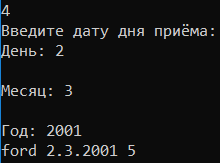 4
Введите дату дня приёма:
День: 2
Месяц: 3
Год: 2001
ford 2.3.2001 5